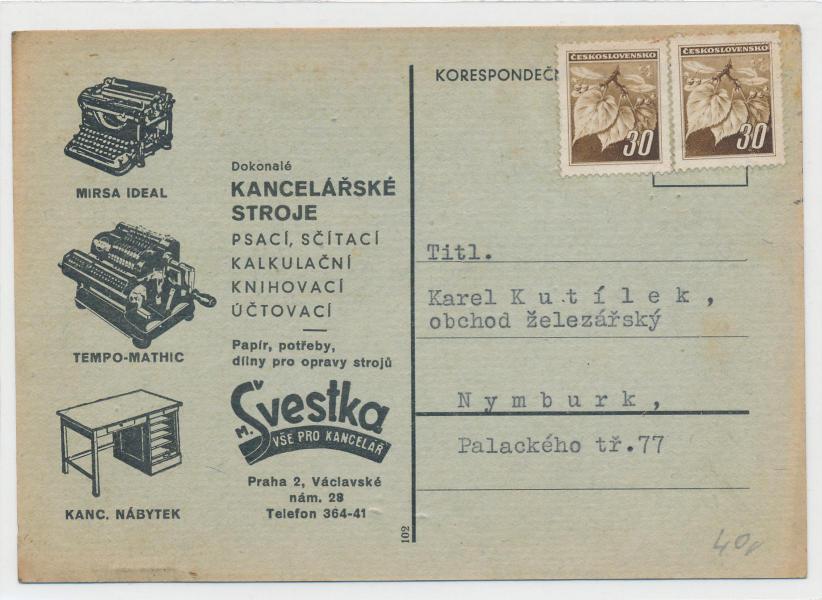 MIRSA IDEAL
TEMPO-MATHIC
KANC. NÁBYTEK
Dokonalé
KANCELÁŘSKÉ
STROJE
PSACÍ, SČÍTACÍ
KALKULAČNÍ
KNIHOVACÍ
ÚČTOVACÍ
Papír, potřeby,
dílny pro opravy strojů
M. Švestka
VŠE PRO KANCELÁŘ
Praha 2, Václavské
nám. 28
Telefon 364-41
102
KORESPONDEČN
ČESKOSLOVENSKO
30
ČESKOSLOVENSKO
30
Titl.
Karel Kutílek,
obchod železářský
Nymburk,
Palackého tř.77